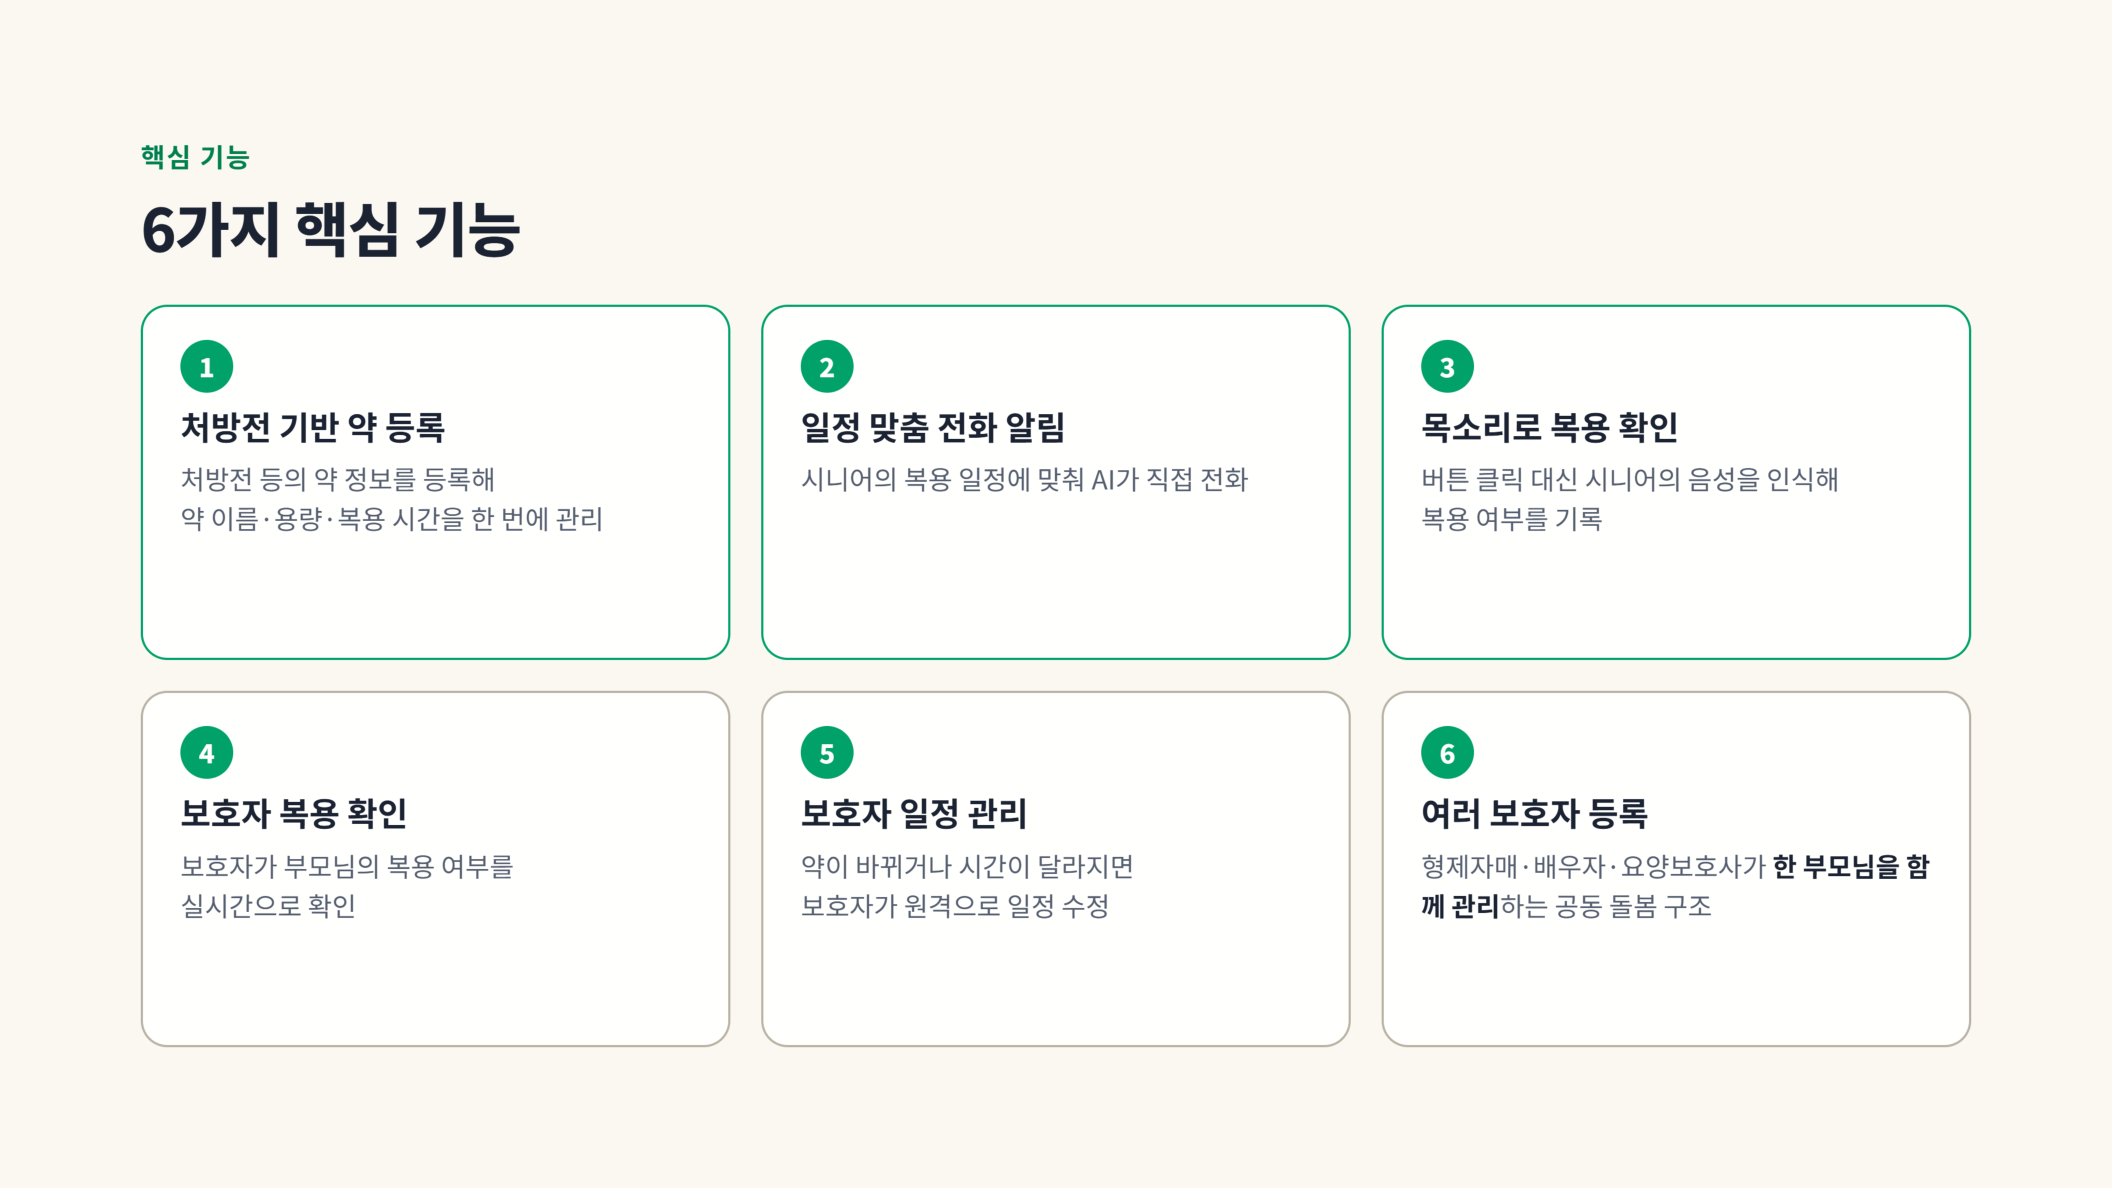 핵심 기능
6가지 핵심 기능
1
처방전 기반 약 등록
처방전 등의 약 정보를 등록해
약 이름·용량·복용 시간을 한 번에 관리
2
일정 맞춤 전화 알림
시니어의 복용 일정에 맞춰 AI가 직접 전화
3
목소리로 복용 확인
버튼 클릭 대신 시니어의 음성을 인식해
복용 여부를 기록
4
보호자 복용 확인
보호자가 부모님의 복용 여부를
실시간으로 확인
5
보호자 일정 관리
약이 바뀌거나 시간이 달라지면
보호자가 원격으로 일정 수정
6
여러 보호자 등록
형제자매·배우자·요양보호사가 한 부모님을 함
께 관리하는 공동 돌봄 구조